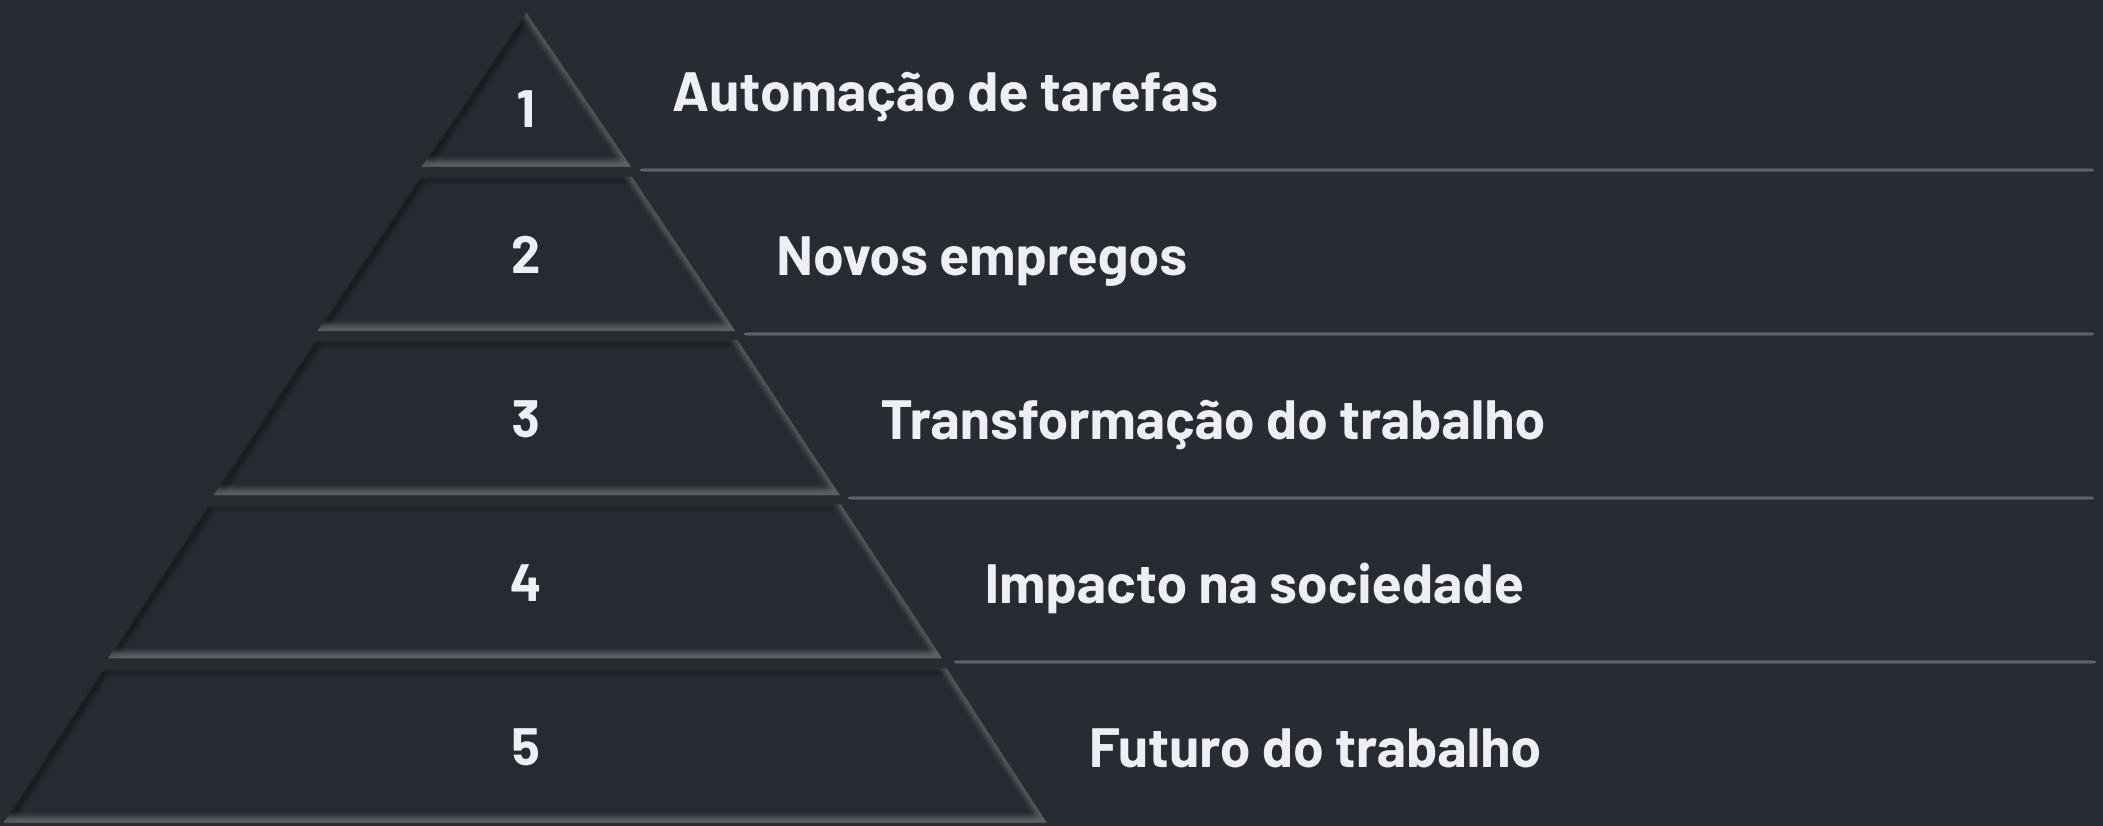 1 Automação de tarefas
2 Novos empregos
3 Transformação do trabalho
4 Impacto na sociedade
5 Futuro do trabalho